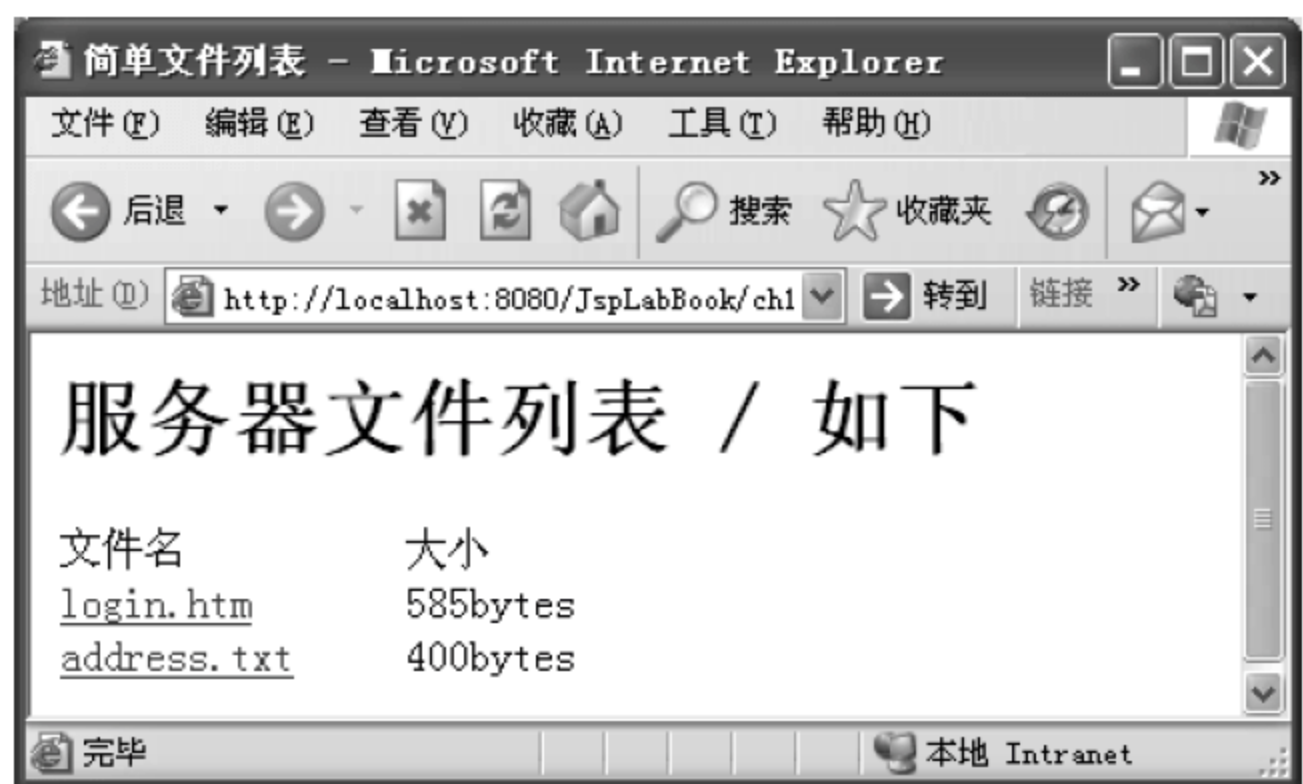 简单文件列表 - Microsoft Internet Explorer
文件(F) 编辑(E) 查看(V) 收藏(A) 工具(T) 帮助(H)
后退 搜索 收藏夹 »
地址(D) http://localhost:8080/JspLabBook/ch1 转到 链接 »
服务器文件列表 / 如下
文件名 大小
login.htm 585bytes
address.txt 400bytes
完毕 本地 Intranet